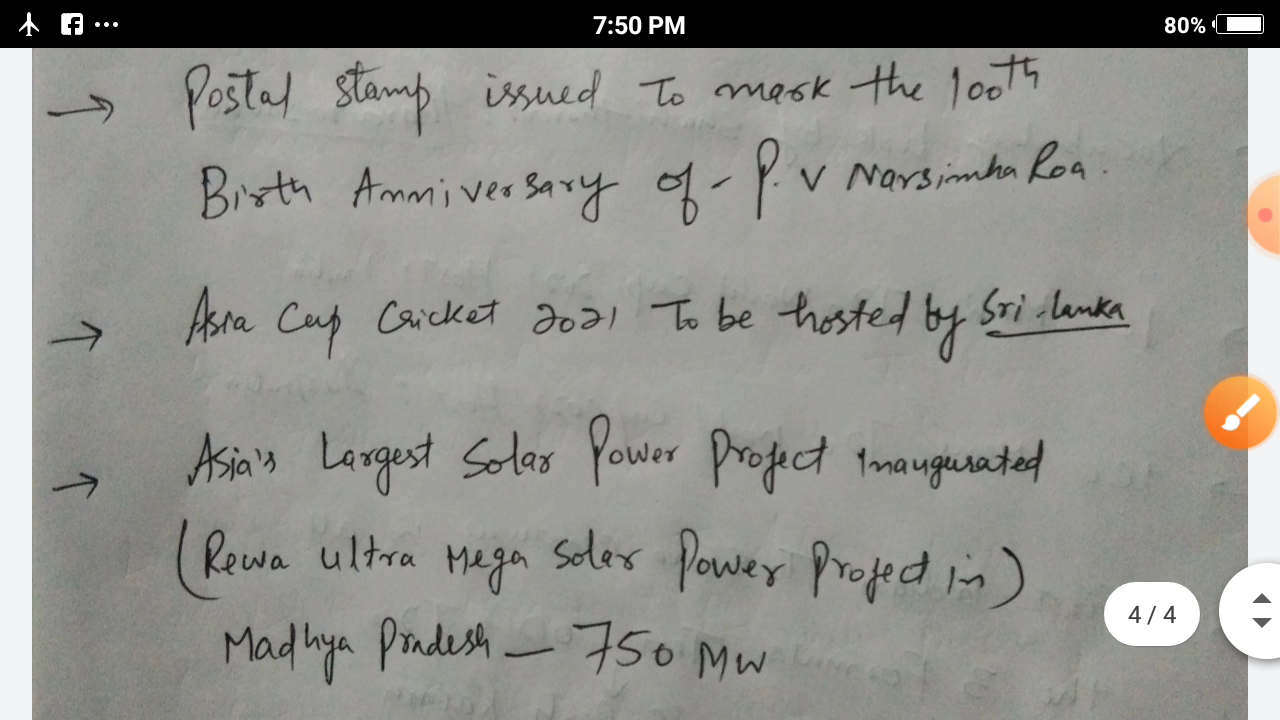 7:50 PM 80%
→ Postal stamp issued To mark the 100th
Birth Anniversary of - P. V Narsimha Roa.
→ Asia Cup Cricket 2021 To be hosted by Sri-lanka
→ Asia's Largest Solar Power Project Inaugurated
(Rewa Ultra Mega Solar Power Project in)
Madhya Pradesh — 750 MW
4 / 4